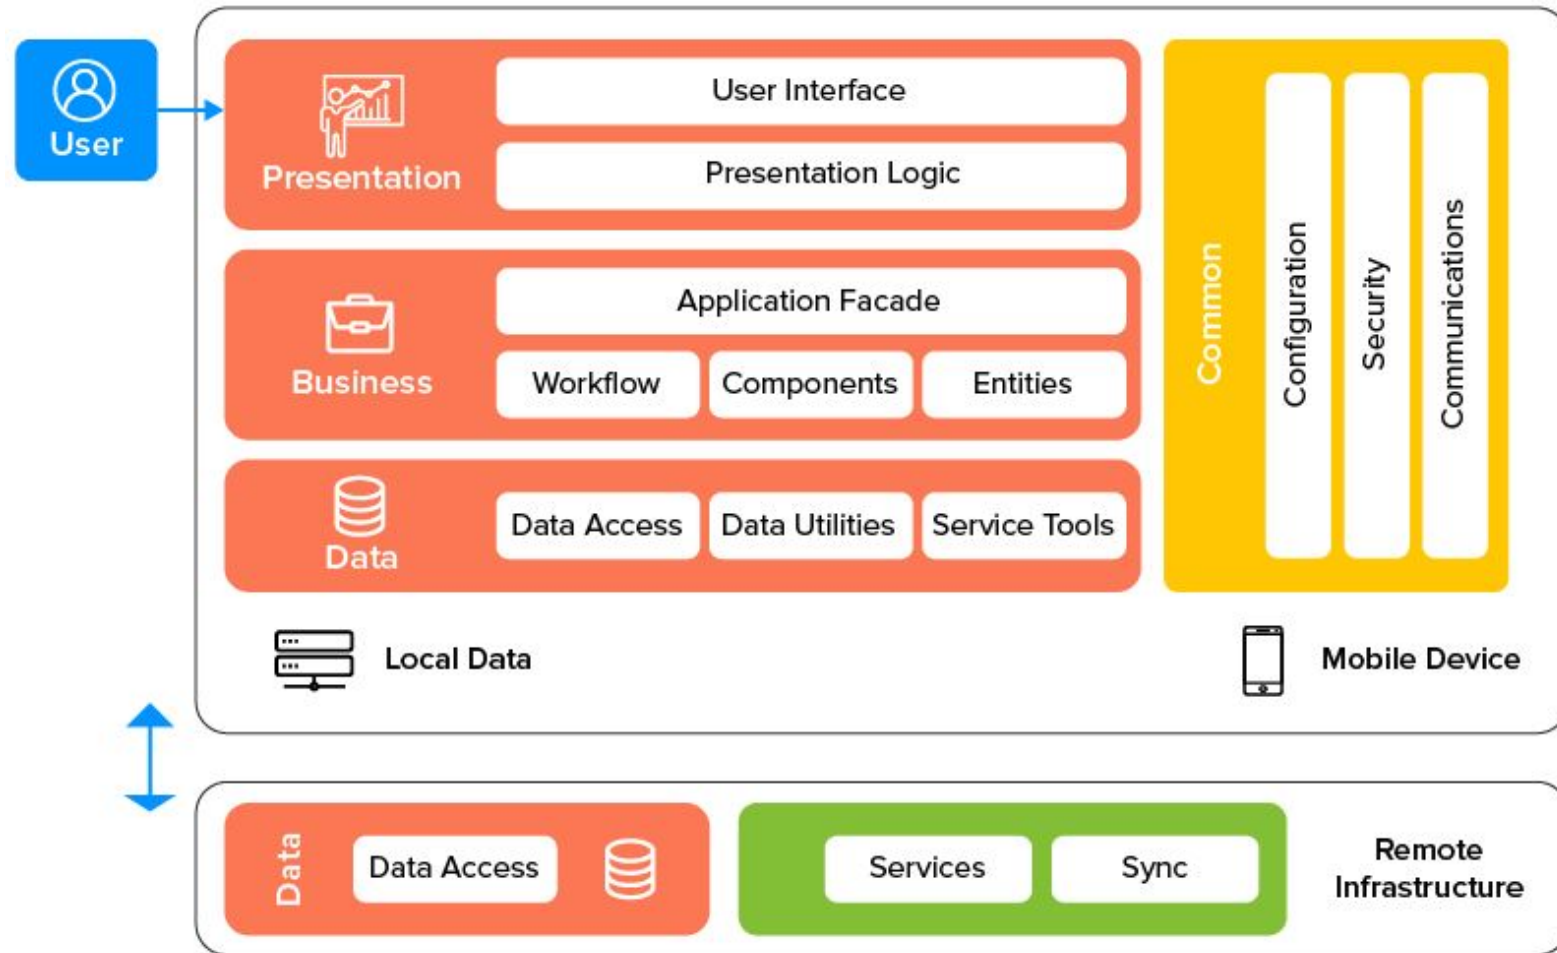 User
Presentation
User Interface
Presentation Logic
Business
Application Facade
Workflow
Components
Entities
Data
Data Access
Data Utilities
Service Tools
Common
Configuration
Security
Communications
Local Data
Mobile Device
Data
Data Access
Services
Sync
Remote
Infrastructure